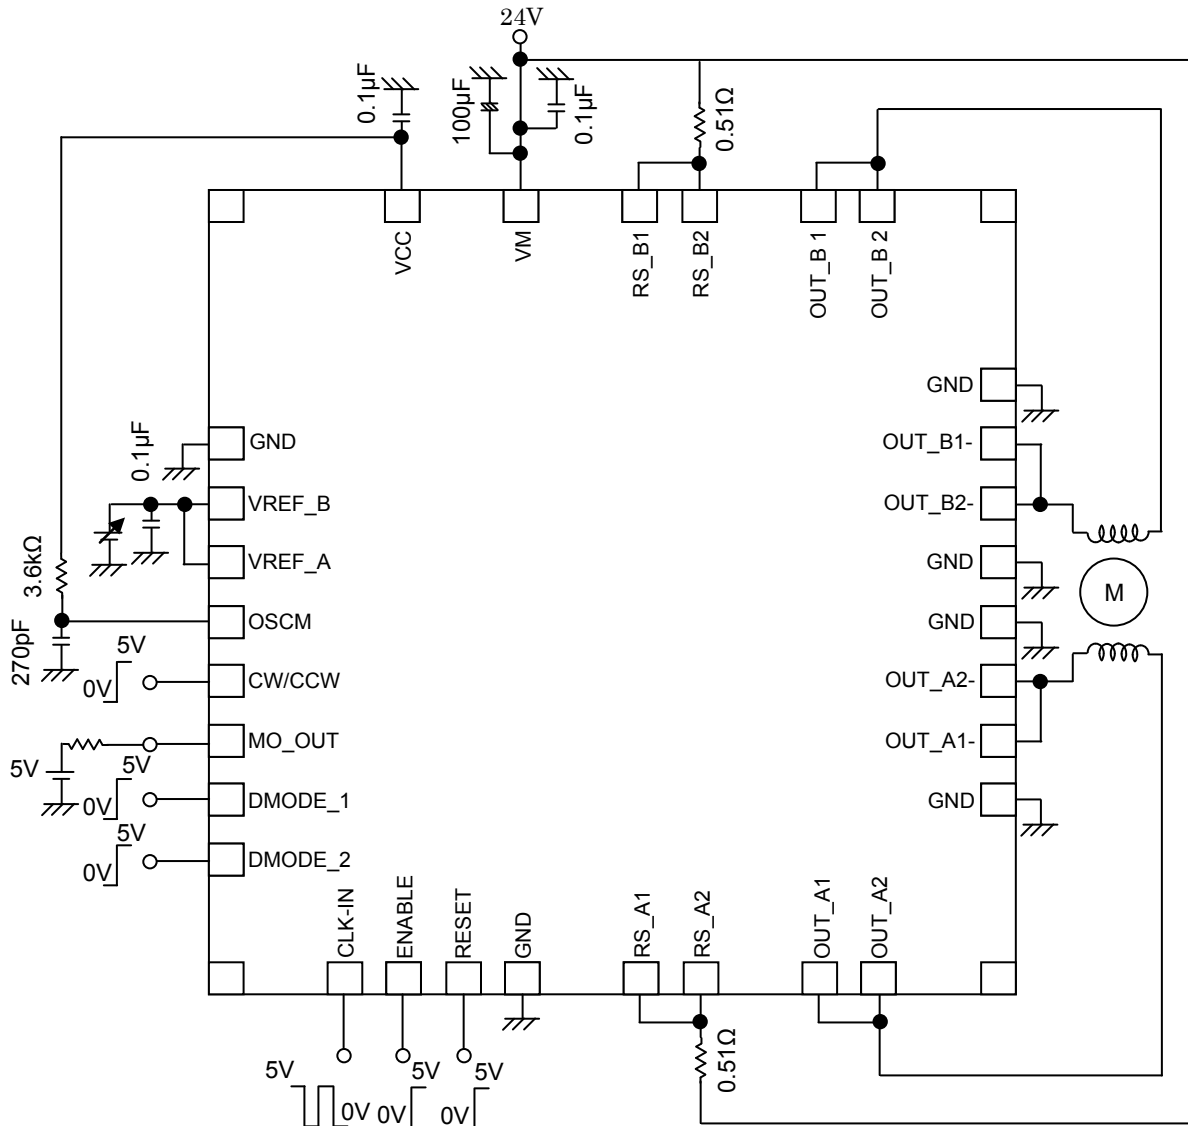 24V
0.1μF
100μF
0.1μF
0.51Ω
VCC
VM
RS_B1
RS_B2
OUT_B 1
OUT_B 2
GND
0.1μF
GND
OUT_B1-
VREF_B
OUT_B2-
3.6kΩ
VREF_A
GND
M
270pF
OSCM
GND
5V
0V
CW/CCW
OUT_A2-
MO_OUT
OUT_A1-
5V
5V
0V
DMODE_1
GND
5V
0V
DMODE_2
CLK-IN
ENABLE
RESET
GND
RS_A1
RS_A2
OUT_A1
OUT_A2
0.51Ω
5V
0V
5V
0V
5V
0V